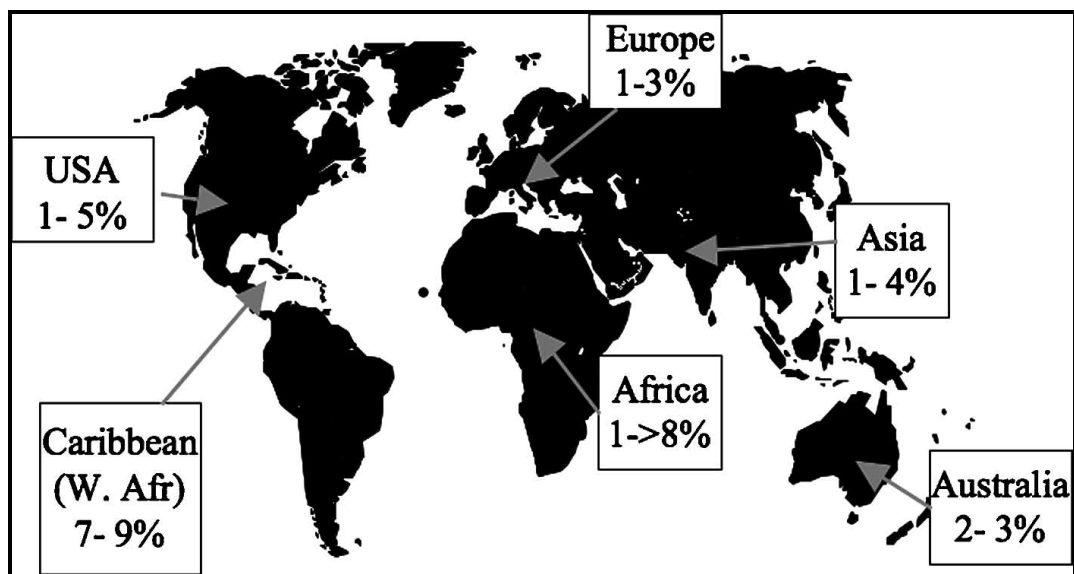 Europe
1-3%
USA
1- 5%
Asia
1- 4%
Africa
1->8%
Caribbean
(W. Afr)
7- 9%
Australia
2- 3%